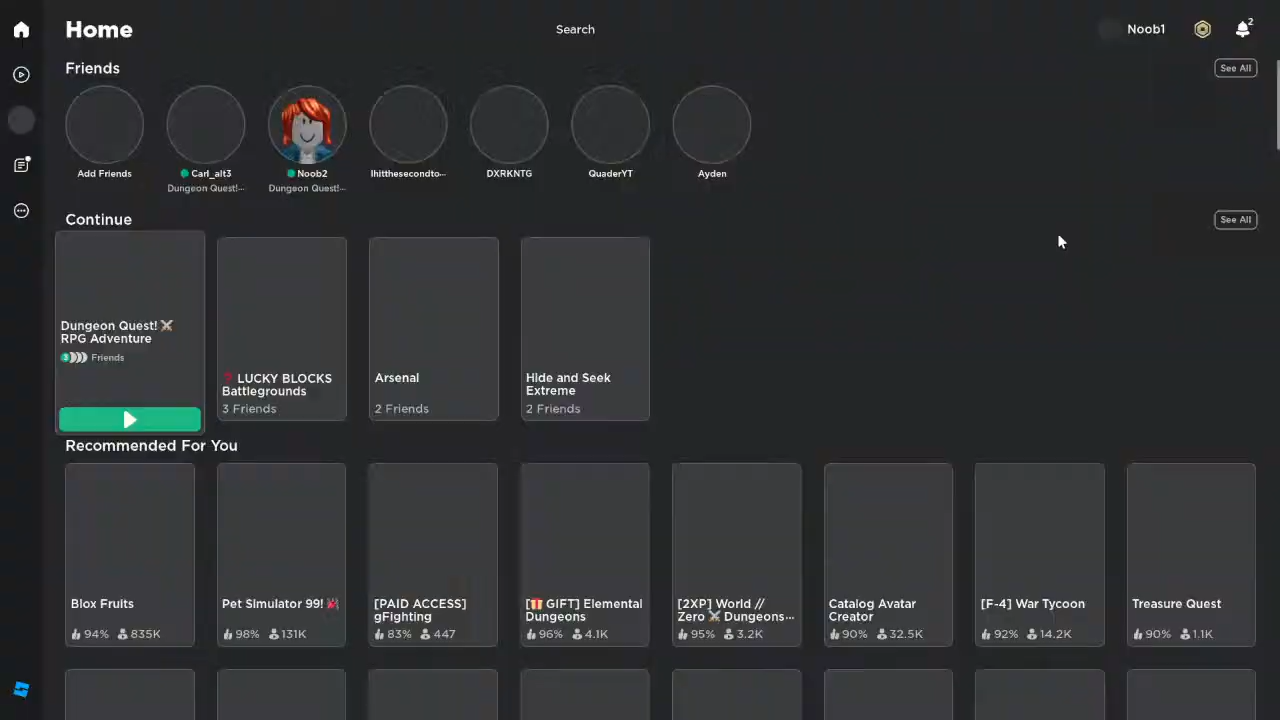 Home
Search
Noob1
2
Friends
See All
Add Friends
Carl_alt3
Dungeon Quest!...
Noob2
Dungeon Quest!...
Ihitthesecondto...
DXRKNTG
QuaderYT
Ayden
Continue
See All
Dungeon Quest! ⚔️
RPG Adventure
3 Friends
LUCKY BLOCKS
Battlegrounds
3 Friends
Arsenal
2 Friends
Hide and Seek
Extreme
2 Friends
Recommended For You
Blox Fruits
94% 835K
Pet Simulator 99! 🎉
98% 131K
[PAID ACCESS]
gFighting
83% 447
[🎁 GIFT] Elemental
Dungeons
96% 4.1K
[2XP] World //
Zero ⚔️ Dungeons...
95% 3.2K
Catalog Avatar
Creator
90% 32.5K
[F-4] War Tycoon
92% 14.2K
Treasure Quest
90% 1.1K